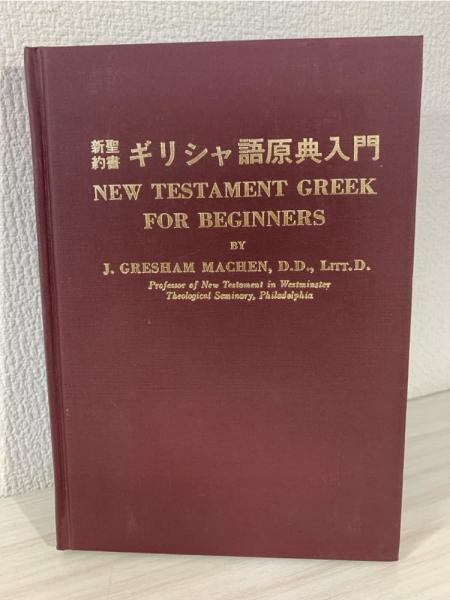 新約聖書 ギリシャ語原典入門
NEW TESTAMENT GREEK
FOR BEGINNERS
BY
J. GRESHAM MACHEN, D.D., LITT.D.
Professor of New Testament in Westminster
Theological Seminary, Philadelphia